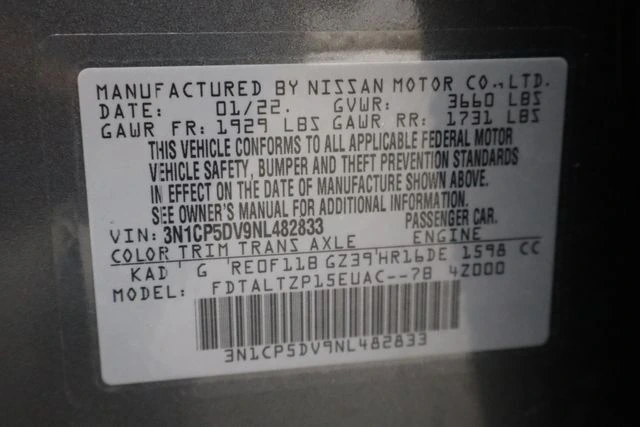 MANUFACTURED BY NISSAN MOTOR CO.,LTD.
DATE: 01/22. GVWR: 3660 LBS
GAWR FR: 1929 LBS GAWR RR: 1731 LBS
THIS VEHICLE CONFORMS TO ALL APPLICABLE FEDERAL MOTOR
VEHICLE SAFETY, BUMPER AND THEFT PREVENTION STANDARDS
IN EFFECT ON THE DATE OF MANUFACTURE SHOWN ABOVE.
SEE OWNER'S MANUAL FOR ADDITIONAL INFORMATION.
VIN: 3N1CP5DV9NL482833 PASSENGER CAR.
COLOR TRIM TRANS AXLE ENGINE
KAD G RE0F11B GZ39 HR16DE 1598 CC
MODEL: FDTALTZP15EUAC--7B 4Z000
3N1CP5DV9NL482833